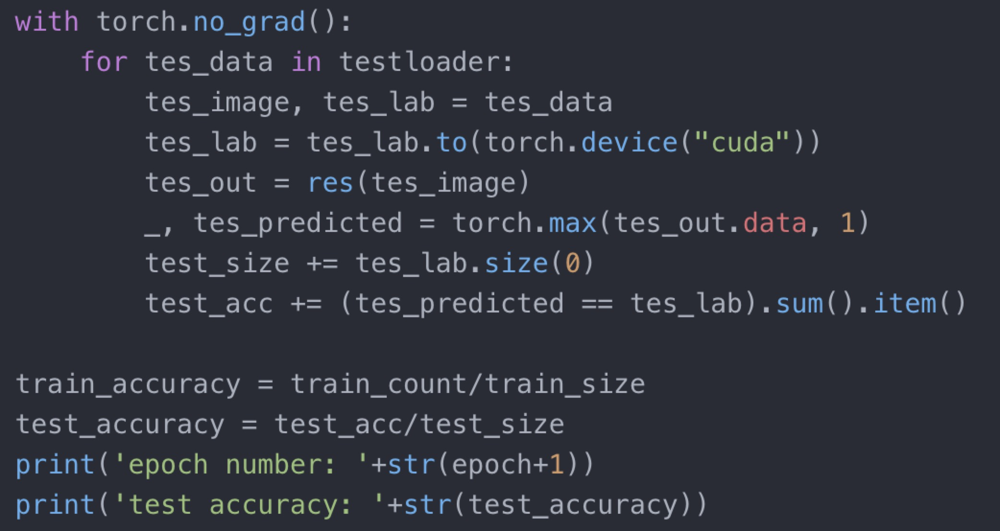 with torch.no_grad():
    for tes_data in testloader:
        tes_image, tes_lab = tes_data
        tes_lab = tes_lab.to(torch.device("cuda"))
        tes_out = res(tes_image)
        _, tes_predicted = torch.max(tes_out.data, 1)
        test_size += tes_lab.size(0)
        test_acc += (tes_predicted == tes_lab).sum().item()

train_accuracy = train_count/train_size
test_accuracy = test_acc/test_size
print('epoch number: '+str(epoch+1))
print('test accuracy: '+str(test_accuracy))